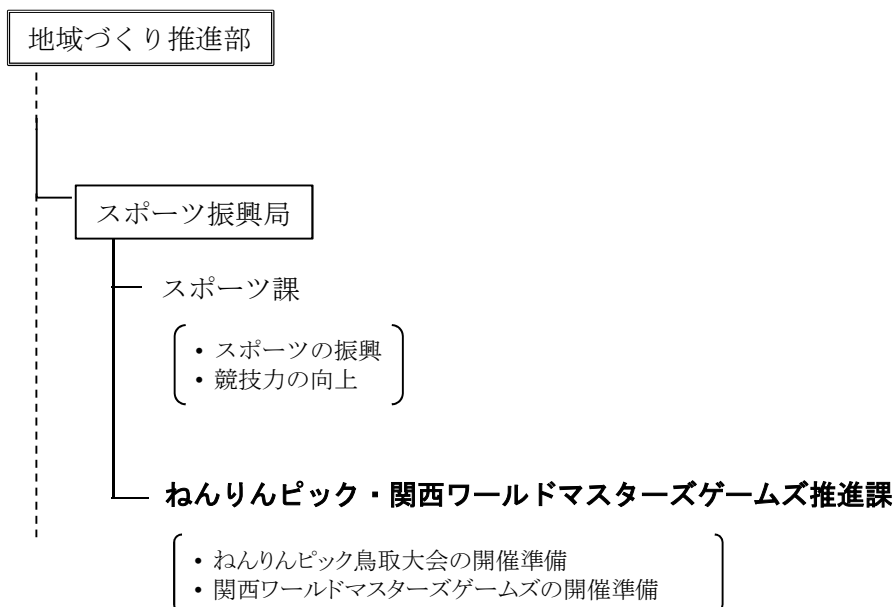 地域づくり推進部
スポーツ振興局
スポーツ課
・スポーツの振興
・競技力の向上
ねんりんピック・関西ワールドマスターズゲームズ推進課
・ねんりんピック鳥取大会の開催準備
・関西ワールドマスターズゲームズの開催準備